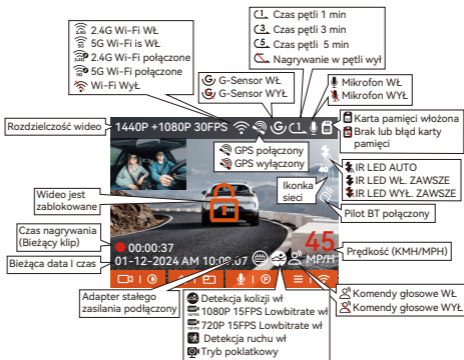 2.4G Wi-Fi WŁ
5G Wi-Fi is WŁ
2.4G Wi-Fi połączone
5G Wi-Fi połączone
Wi-Fi WyŁ
Czas pętli 1 min
Czas pętli 3 min
Czas pętli 5 min
Nagrywanie w pętli wył
G-Sensor WŁ
G-Sensor WYŁ
Mikrofon WŁ
Mikrofon WYŁ
Rozdzielczość wideo
1440P +1080P 30FPS
Karta pamięci włożona
Brak lub błąd karty
pamięci
GPS połączony
GPS wyłączony
IR LED AUTO
IR LED WŁ. ZAWSZE
IR LED WYŁ. ZAWSZE
Ikonka
sieci
4G
Wideo jest
zablokowane
Pilot BT połączony
Czas nagrywania
(Bieżący klip)
00:00:37
45
MP/H
Prędkość (KMH/MPH)
Bieżąca data I czas
01-12-2024 AM 10:09:07
Adapter stałego
zasilania podłączony
Komendy głosowe WŁ
Komendy głosowe WYŁ
Detekcja kolizji wł
1080P 15FPS Lowbitrate wł
720P 15FPS Lowbitrate wł
Detekcja ruchu wł
Tryb poklatkowy